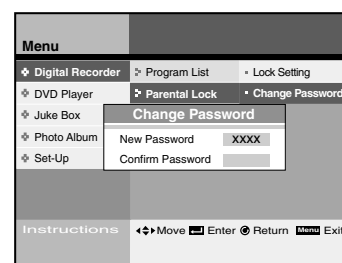 Menu
Digital Recorder Program List Lock Setting
DVD Player Parental Lock Change Password
Juke Box Change Password
Photo Album New Password XXXX
Set-Up Confirm Password
Instructions Move Enter Return Menu Exit